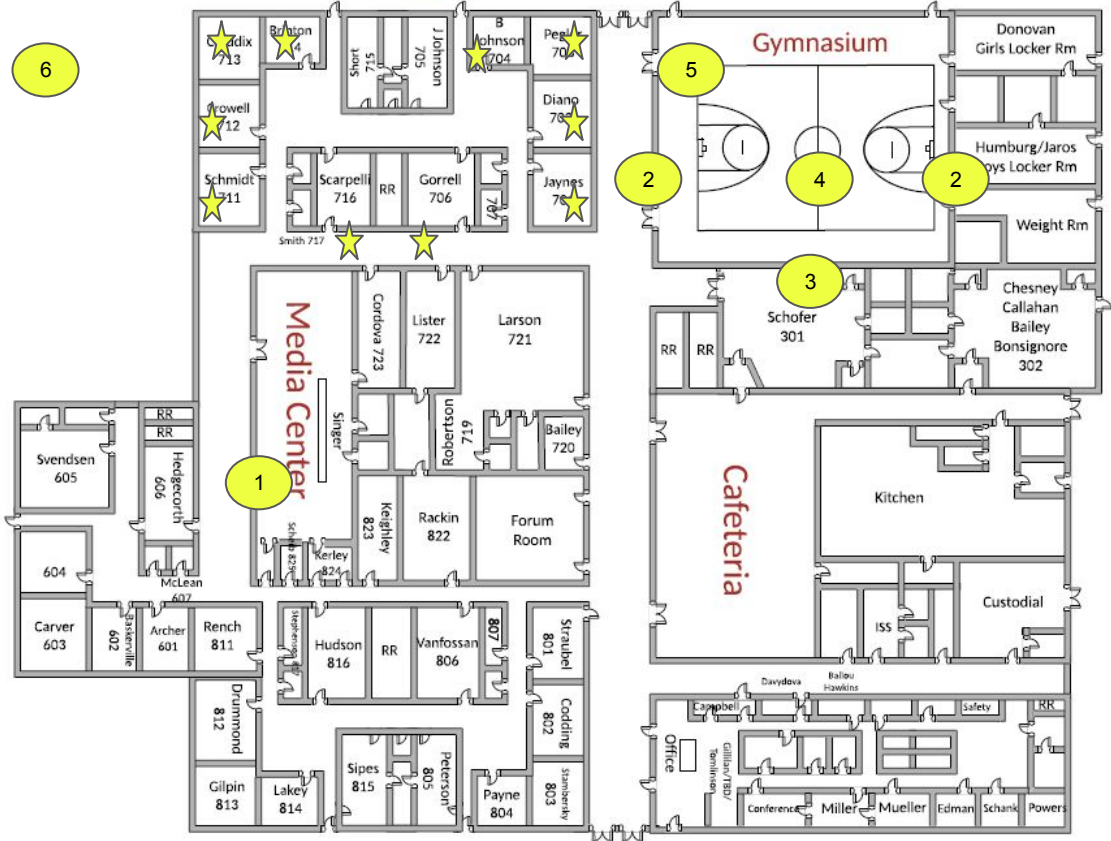 6
713
Johnson
704
Short
715
J Johnson
705
B
Gymnasium
Donovan
Girls Locker Rm
5
Diano
712
Schmidt
Scarpelli
716
RR
Gorrell
706
707
Jaynes
2
4
2
Humburg/Jaros
Locker Rm
Weight Rm
Smith 717
Media Center
Singer
1
Cordova 723
Lister
722
Larson
721
Robertson
719
Bailey
720
3
Schofer
301
RR
RR
Chesney
Callahan
Bailey
Bonsignore
302
RR
RR
Svendsen
605
Hedgecorth
606
Keighley
823
Rackin
822
Forum
Room
Kerley
824
Cafeteria
Kitchen
604
McLean
607
Carver
603
Baskerville
602
Archer
601
Rench
811
Hudson
816
RR
Vanfossan
806
807
Straubel
801
ISS
Custodial
Drummond
812
Codding
802
Davydova
Ballou
Hawkins
Campbell
Safety
RR
Gilpin
813
Lakey
814
Sipes
815
Peterson
805
Payne
804
Stambersky
803
Office
Gillilan/TBD/
Tomlinson
Conference
Miller
Mueller
Edman
Schank
Powers